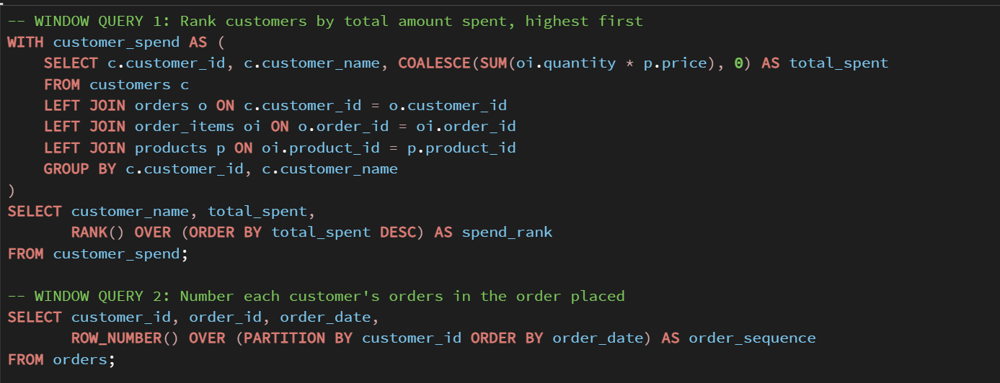 -- WINDOW QUERY 1: Rank customers by total amount spent, highest first
WITH customer_spend AS (
    SELECT c.customer_id, c.customer_name, COALESCE(SUM(oi.quantity * p.price), 0) AS total_spent
    FROM customers c
    LEFT JOIN orders o ON c.customer_id = o.customer_id
    LEFT JOIN order_items oi ON o.order_id = oi.order_id
    LEFT JOIN products p ON oi.product_id = p.product_id
    GROUP BY c.customer_id, c.customer_name
)
SELECT customer_name, total_spent,
       RANK() OVER (ORDER BY total_spent DESC) AS spend_rank
FROM customer_spend;

-- WINDOW QUERY 2: Number each customer's orders in the order placed
SELECT customer_id, order_id, order_date,
       ROW_NUMBER() OVER (PARTITION BY customer_id ORDER BY order_date) AS order_sequence
FROM orders;